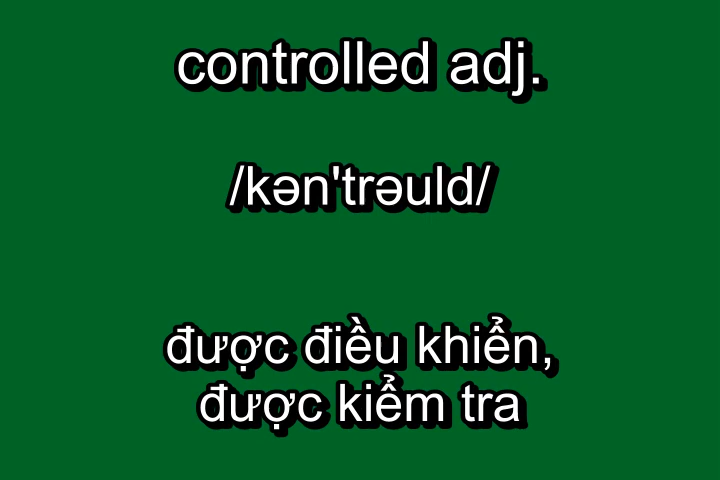 controlled adj.
/kən'trəuld/
được điều khiển,
được kiểm tra